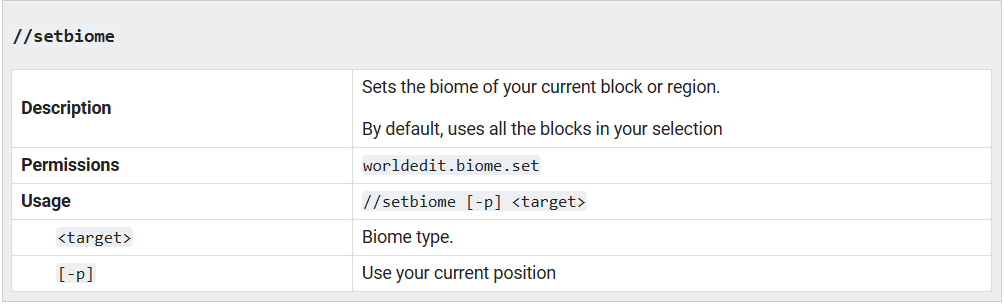 //setbiome
Description
Sets the biome of your current block or region.
By default, uses all the blocks in your selection
Permissions
worldedit.biome.set
Usage
//setbiome [-p] <target>
<target>
Biome type.
[-p]
Use your current position